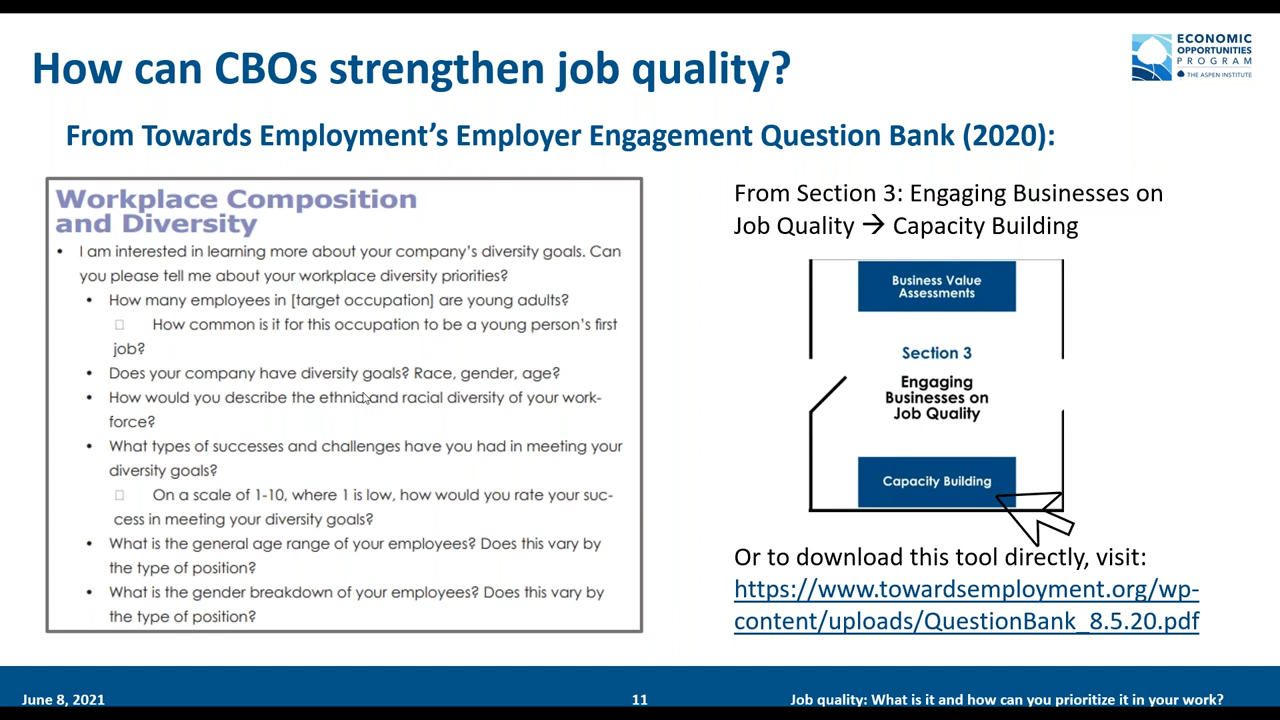 How can CBOs strengthen job quality?
ECONOMIC
OPPORTUNITIES
PROGRAM
THE ASPEN INSTITUTE
From Towards Employment's Employer Engagement Question Bank (2020):
Workplace Composition
and Diversity
• I am interested in learning more about your company's diversity goals. Can
you please tell me about your workplace diversity priorities?
• How many employees in [target occupation] are young adults?
□ How common is it for this occupation to be a young person's first
job?
• Does your company have diversity goals? Race, gender, age?
• How would you describe the ethnic and racial diversity of your work-
force?
• What types of successes and challenges have you had in meeting your
diversity goals?
□ On a scale of 1-10, where 1 is low, how would you rate your suc-
cess in meeting your diversity goals?
• What is the general age range of your employees? Does this vary by
the type of position?
• What is the gender breakdown of your employees? Does this vary by
the type of position?
From Section 3: Engaging Businesses on
Job Quality → Capacity Building
Business Value
Assessments
Section 3
Engaging
Businesses on
Job Quality
Capacity Building
Or to download this tool directly, visit:
https://www.towardsemployment.org/wp-
content/uploads/QuestionBank_8.5.20.pdf
June 8, 2021
11
Job quality: What is it and how can you prioritize it in your work?